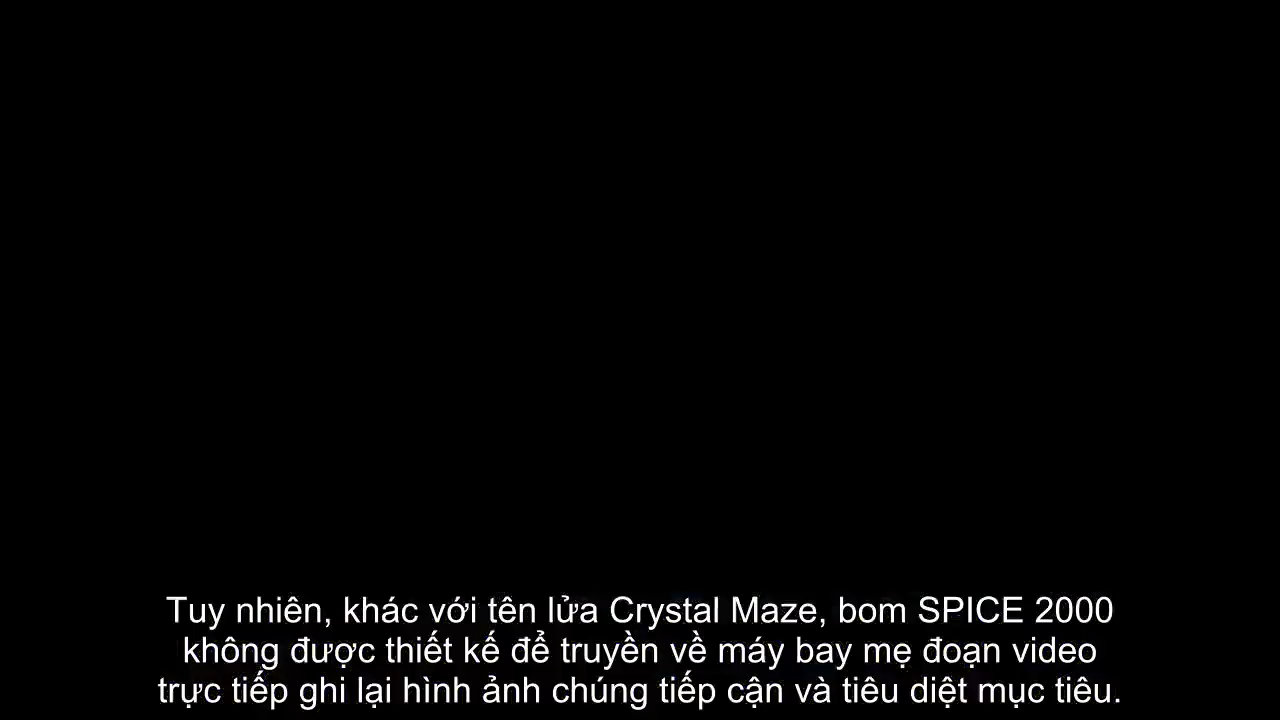 Tuy nhiên, khác với tên lửa Crystal Maze, bom SPICE 2000
không được thiết kế để truyền về máy bay mẹ đoạn video
trực tiếp ghi lại hình ảnh chúng tiếp cận và tiêu diệt mục tiêu.